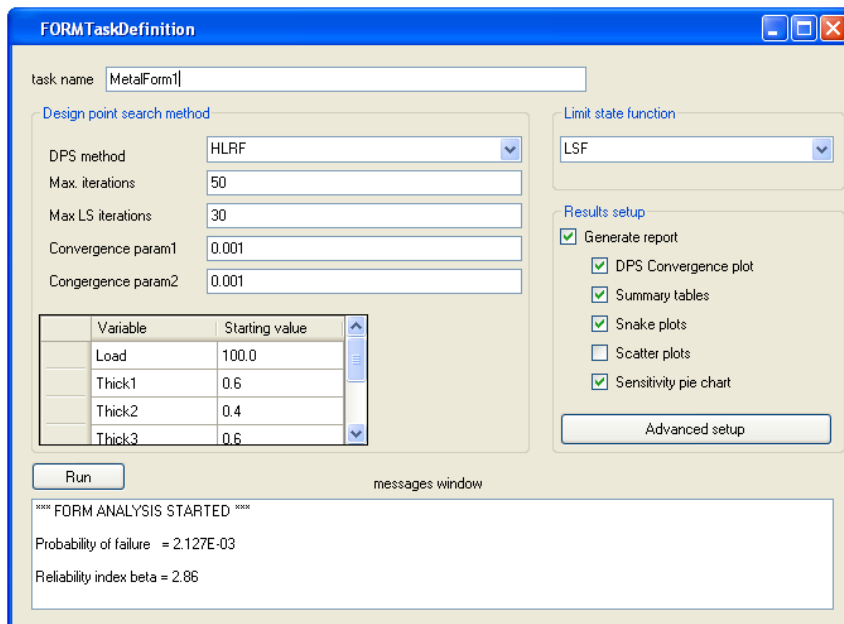 FORMTaskDefinition
task name MetalForm1
Design point search method
DPS method HLRF
Max. iterations 50
Max LS iterations 30
Convergence param1 0.001
Congergence param2 0.001
Variable Starting value
Load 100.0
Thick1 0.6
Thick2 0.4
Thick3 0.6
Limit state function
LSF
Results setup
Generate report
DPS Convergence plot
Summary tables
Snake plots
Scatter plots
Sensitivity pie chart
Advanced setup
Run
messages window
*** FORM ANALYSIS STARTED ***
Probability of failure = 2.127E-03
Reliability index beta = 2.86